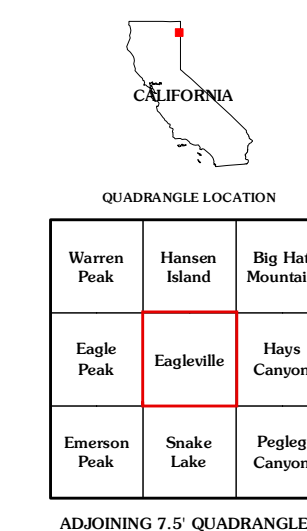 CALIFORNIA
QUADRANGLE LOCATION
Warren Peak
Hansen Island
Big Hat Mountai
Eagle Peak
Eagleville
Hays Canyon
Emerson Peak
Snake Lake
Pegleg Canyon
ADJOINING 7.5' QUADRANGLE